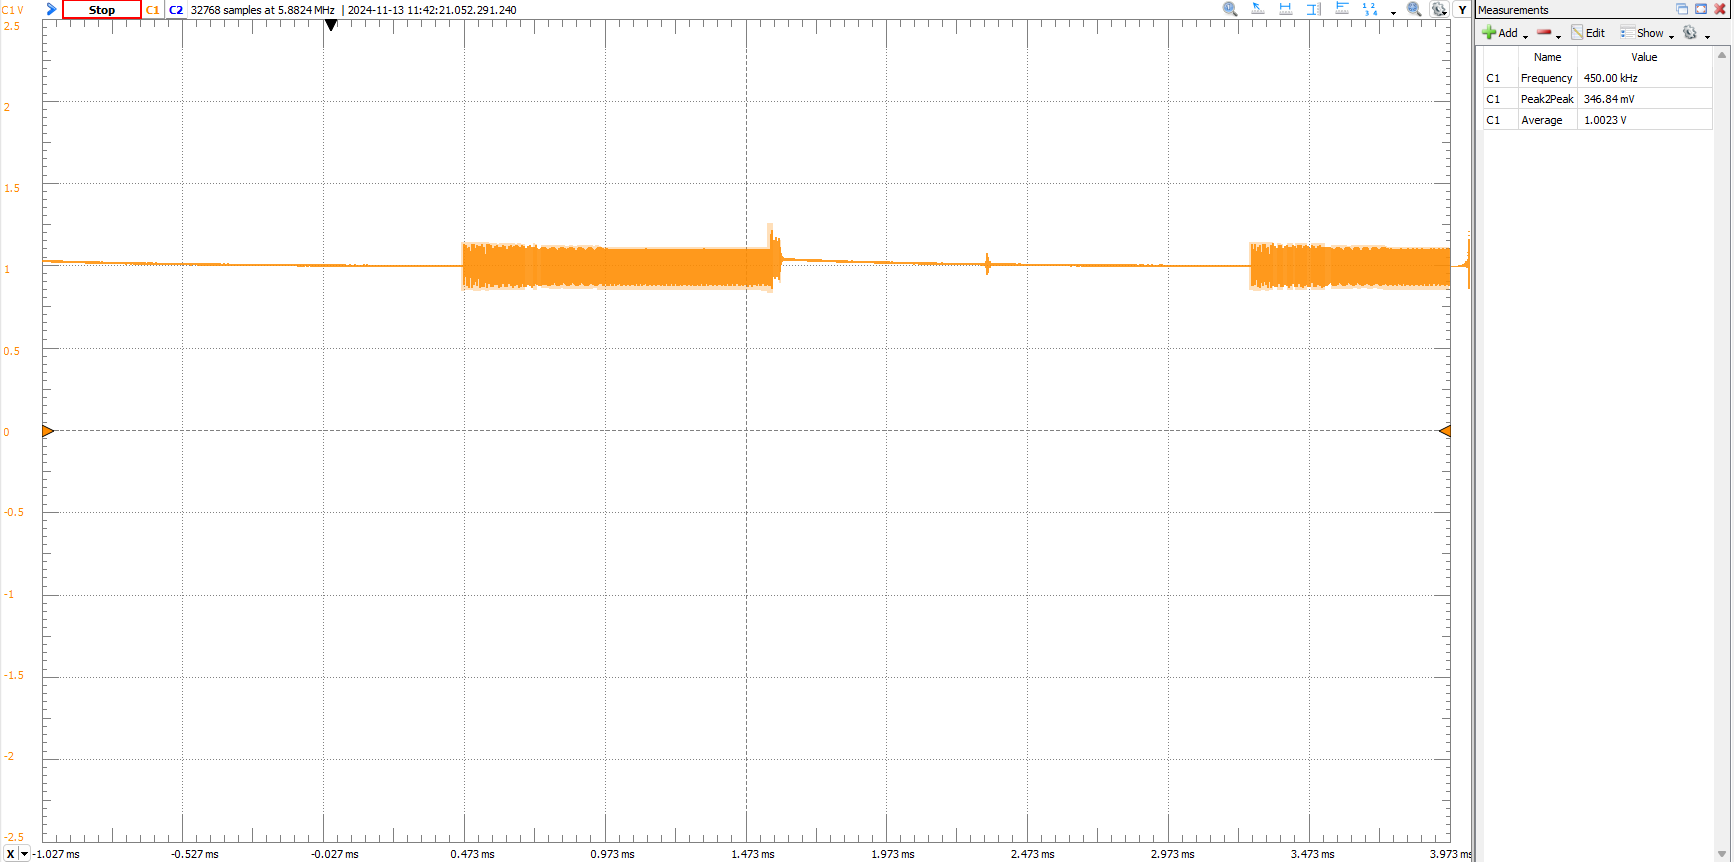 C1 V Stop C1 C2 32768 samples at 5.8824 MHz | 2024-11-13 11:42:21.052.291.240 Y
Measurements
Add Edit Show
Name Value
C1 Frequency 450.00 kHz
C1 Peak2Peak 346.84 mV
C1 Average 1.0023 V
2.5
2
1.5
1
0.5
0
-0.5
-1
-1.5
-2
-2.5
X -1.027 ms -0.527 ms -0.027 ms 0.473 ms 0.973 ms 1.473 ms 1.973 ms 2.473 ms 2.973 ms 3.473 ms 3.973 ms